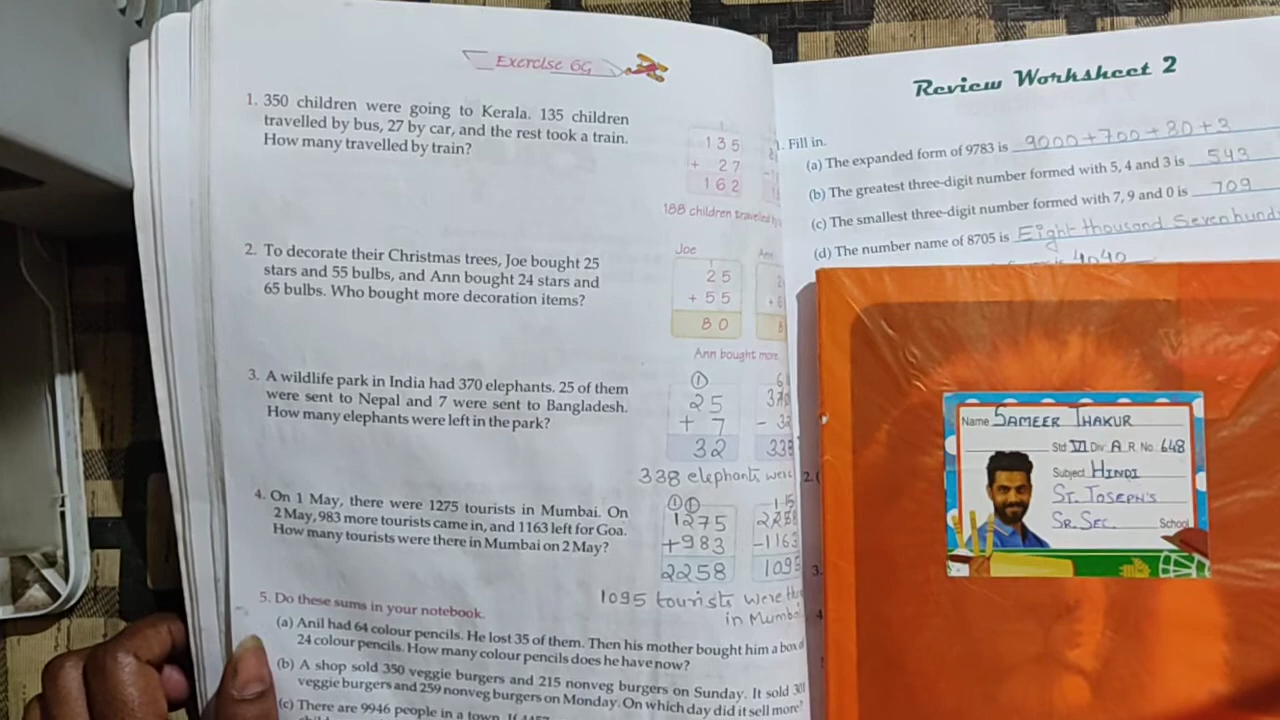 Exercise 6G
1. 350 children were going to Kerala. 135 children
travelled by bus, 27 by car, and the rest took a train.
How many travelled by train?
1
135
+ 27
162
188 children travelled
2. To decorate their Christmas trees, Joe bought 25
stars and 55 bulbs, and Ann bought 24 stars and
65 bulbs. Who bought more decoration items?
Joe
1
25
+ 55
80
Ann bought more
3. A wildlife park in India had 370 elephants. 25 of them
were sent to Nepal and 7 were sent to Bangladesh.
How many elephants were left in the park?
1
25
+ 7
32
370
- 32
338
338 elephants were
4. On 1 May, there were 1275 tourists in Mumbai. On
2 May, 983 more tourists came in, and 1163 left for Goa.
How many tourists were there in Mumbai on 2 May?
1 1
1275
+983
2258
1 15
2258
-1163
1095
1095 tourists were
in Mumbai
5. Do these sums in your notebook.
(a) Anil had 64 colour pencils. He lost 35 of them. Then his mother bought him a box of
24 colour pencils. How many colour pencils does he have now?
(b) A shop sold 350 veggie burgers and 215 nonveg burgers on Sunday. It sold 301
veggie burgers and 259 nonveg burgers on Monday. On which day did it sell more?
(c) There are 9946 people in a town. If 4457
Review Worksheet 2
1. Fill in.
(a) The expanded form of 9783 is 9000+700+80+3
(b) The greatest three-digit number formed with 5, 4 and 3 is 543
(c) The smallest three-digit number formed with 7, 9 and 0 is 709
(d) The number name of 8705 is Eight thousand Seven hund
4040
2.
3.
4
Name SAMEER THAKUR
Std VI Div A R. No. 648
Subject HINDI
ST. JOSEPH'S
SR. SEC. School